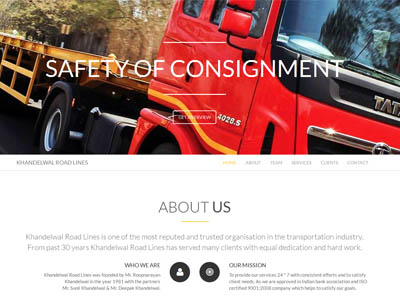 SAFETY OF CONSIGNMENT
GET OVERVIEW
4028.S
TATA
KHANDELWAL ROAD LINES
HOME ABOUT TEAM SERVICES CLIENTS CONTACT
ABOUT US
Khandelwal Road Lines is one of the most reputed and trusted organisation in the transportation industry.
From past 30 years Khandelwal Road Lines has served many clients with equal dedication and hard work.
WHO WE ARE
Khandelwal Road Lines was founded by Mr. Roopnarayan
Khandelwal in the year 1981 with the partners
Mr. Sunil Khandelwal & Mr. Deepak Khandelwal.
OUR MISSION
To provide our services 24 * 7 with consistent efforts and to satisfy
client needs. As we are approved in Indian bank association and ISO
certified 9001:2008 company which helps to satisfy our goals.